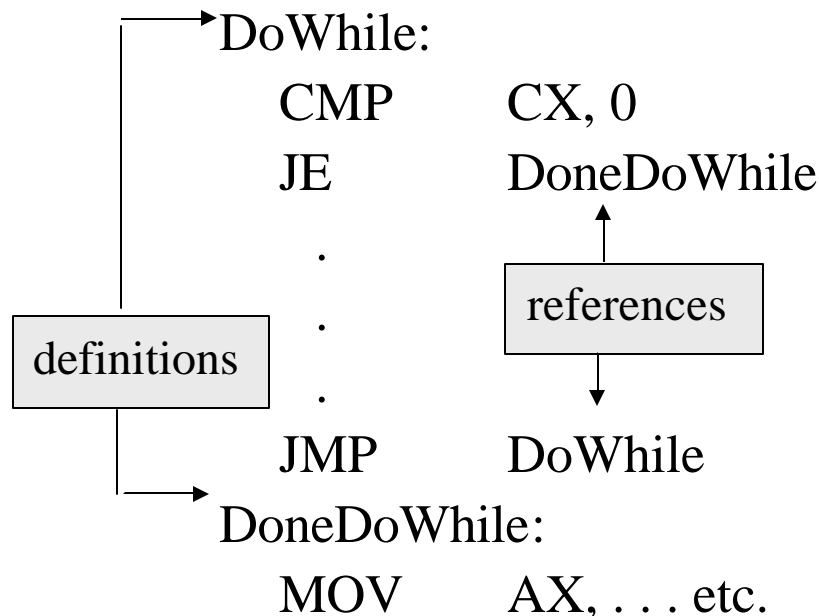 DoWhile:
CMP CX, 0
JE DoneDoWhile
.
references
.
definitions
.
JMP DoWhile
DoneDoWhile:
MOV AX, . . . etc.